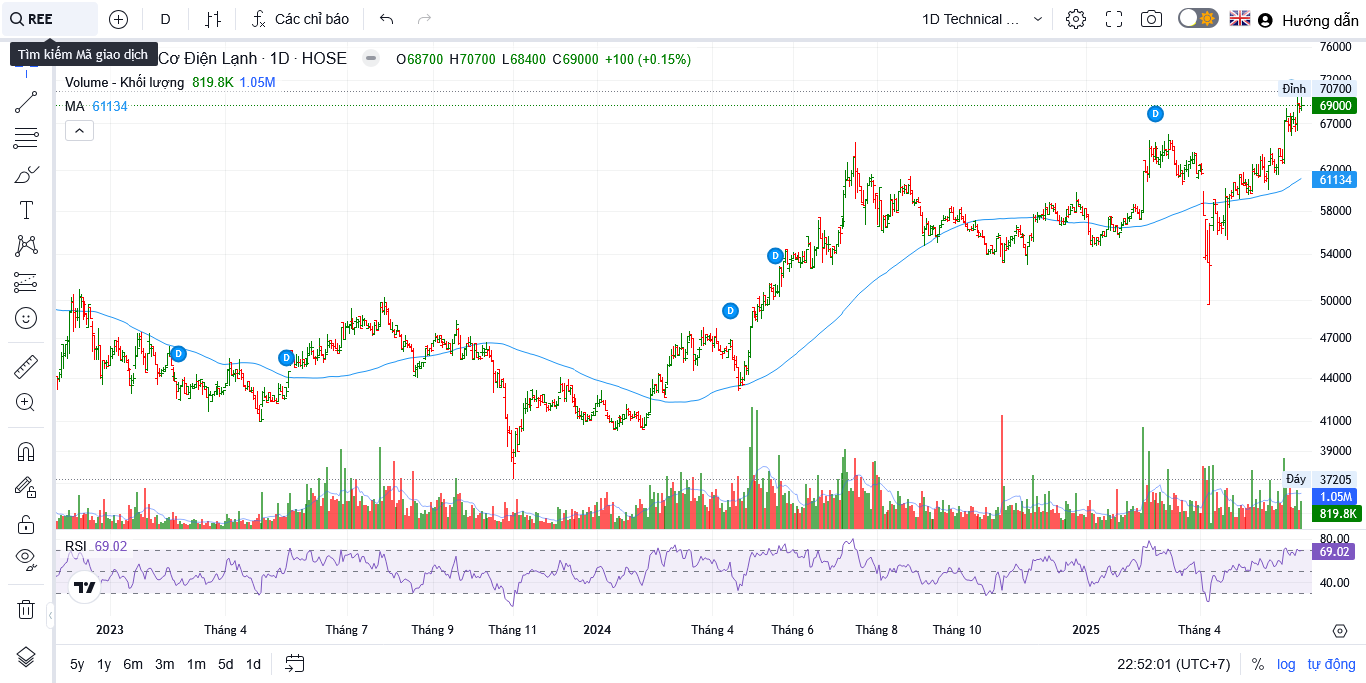 REE D Các chỉ báo 1D Technical ... Hướng dẫn
Tìm kiếm Mã giao dịch
Cơ Điện Lạnh · 1D · HOSE O68700 H70700 L68400 C69000 +100 (+0.15%)
Volume - Khối lượng 819.8K 1.05M
MA 61134
76000
72000
Đỉnh 70700
69000
67000
62000
61134
58000
54000
50000
47000
44000
41000
39000
Đáy 37205
1.05M
819.8K
RSI 69.02
80.00
69.02
40.00
D
D
D
D
D
2023 Tháng 4 Tháng 7 Tháng 9 Tháng 11 2024 Tháng 4 Tháng 6 Tháng 8 Tháng 10 2025 Tháng 4
5y 1y 6m 3m 1m 5d 1d 22:52:01 (UTC+7) % log tự động